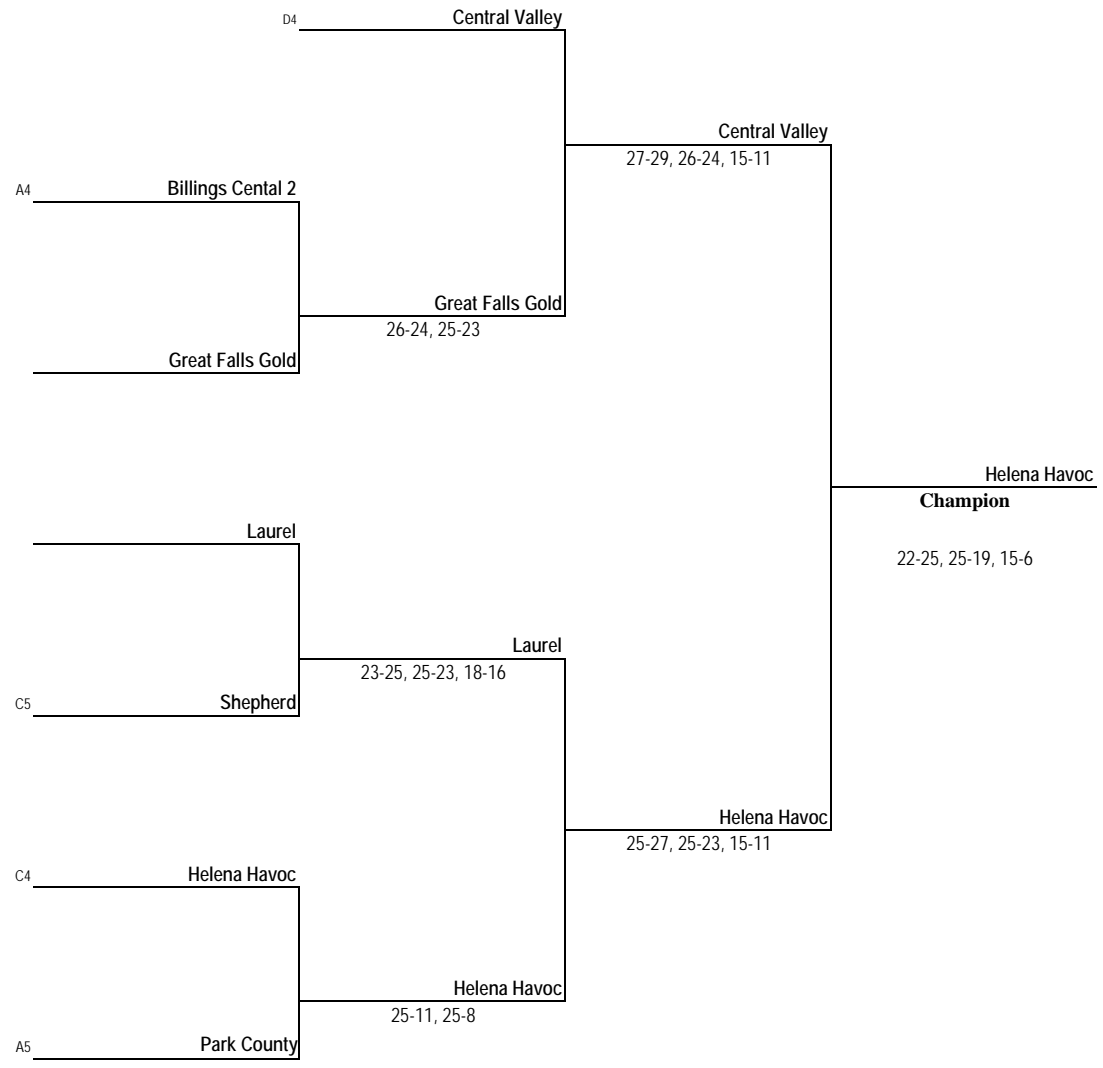 D4 Central Valley
Central Valley
27-29, 26-24, 15-11
A4 Billings Cental 2
Great Falls Gold
26-24, 25-23
Great Falls Gold
Helena Havoc
Champion
Laurel
22-25, 25-19, 15-6
Laurel
23-25, 25-23, 18-16
C5 Shepherd
Helena Havoc
25-27, 25-23, 15-11
C4 Helena Havoc
Helena Havoc
25-11, 25-8
A5 Park County